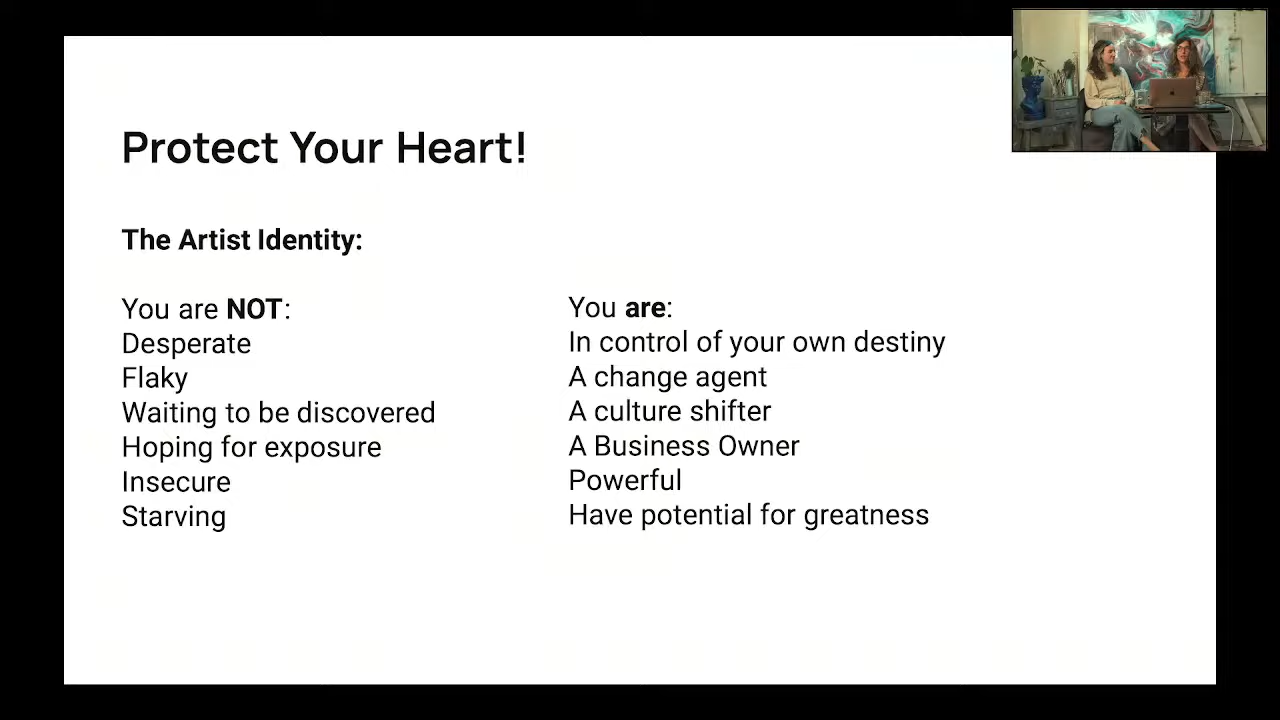 Protect Your Heart!
The Artist Identity:
You are NOT:
Desperate
Flaky
Waiting to be discovered
Hoping for exposure
Insecure
Starving
You are:
In control of your own destiny
A change agent
A culture shifter
A Business Owner
Powerful
Have potential for greatness